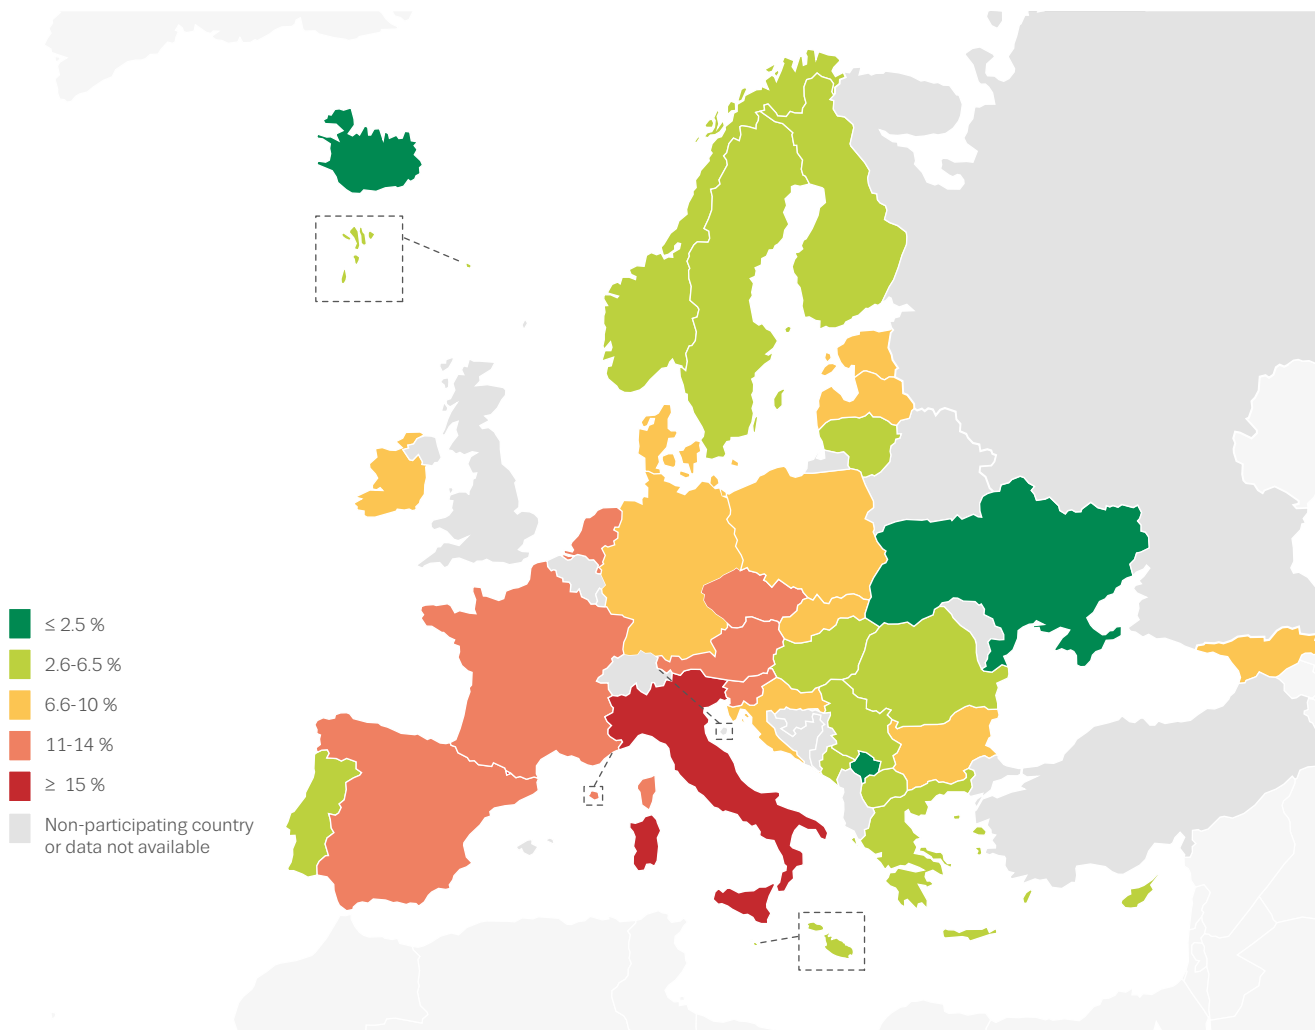 ≤ 2.5 %
2.6-6.5 %
6.6-10 %
11-14 %
≥ 15 %
Non-participating country
or data not available